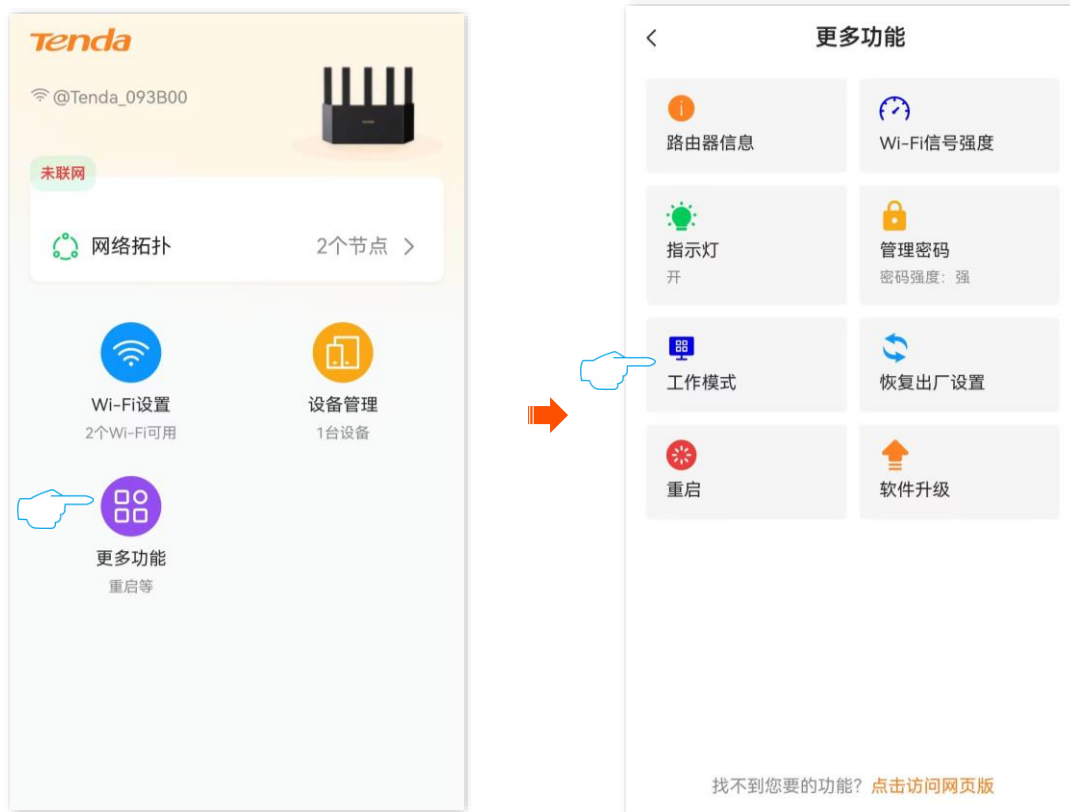 Tenda
@Tenda_093B00
未联网
网络拓扑
2个节点
Wi-Fi设置
2个Wi-Fi可用
设备管理
1台设备
更多功能
重启等
更多功能
路由器信息
Wi-Fi信号强度
指示灯
开
管理密码
密码强度：强
工作模式
恢复出厂设置
重启
软件升级
找不到您要的功能？点击访问网页版